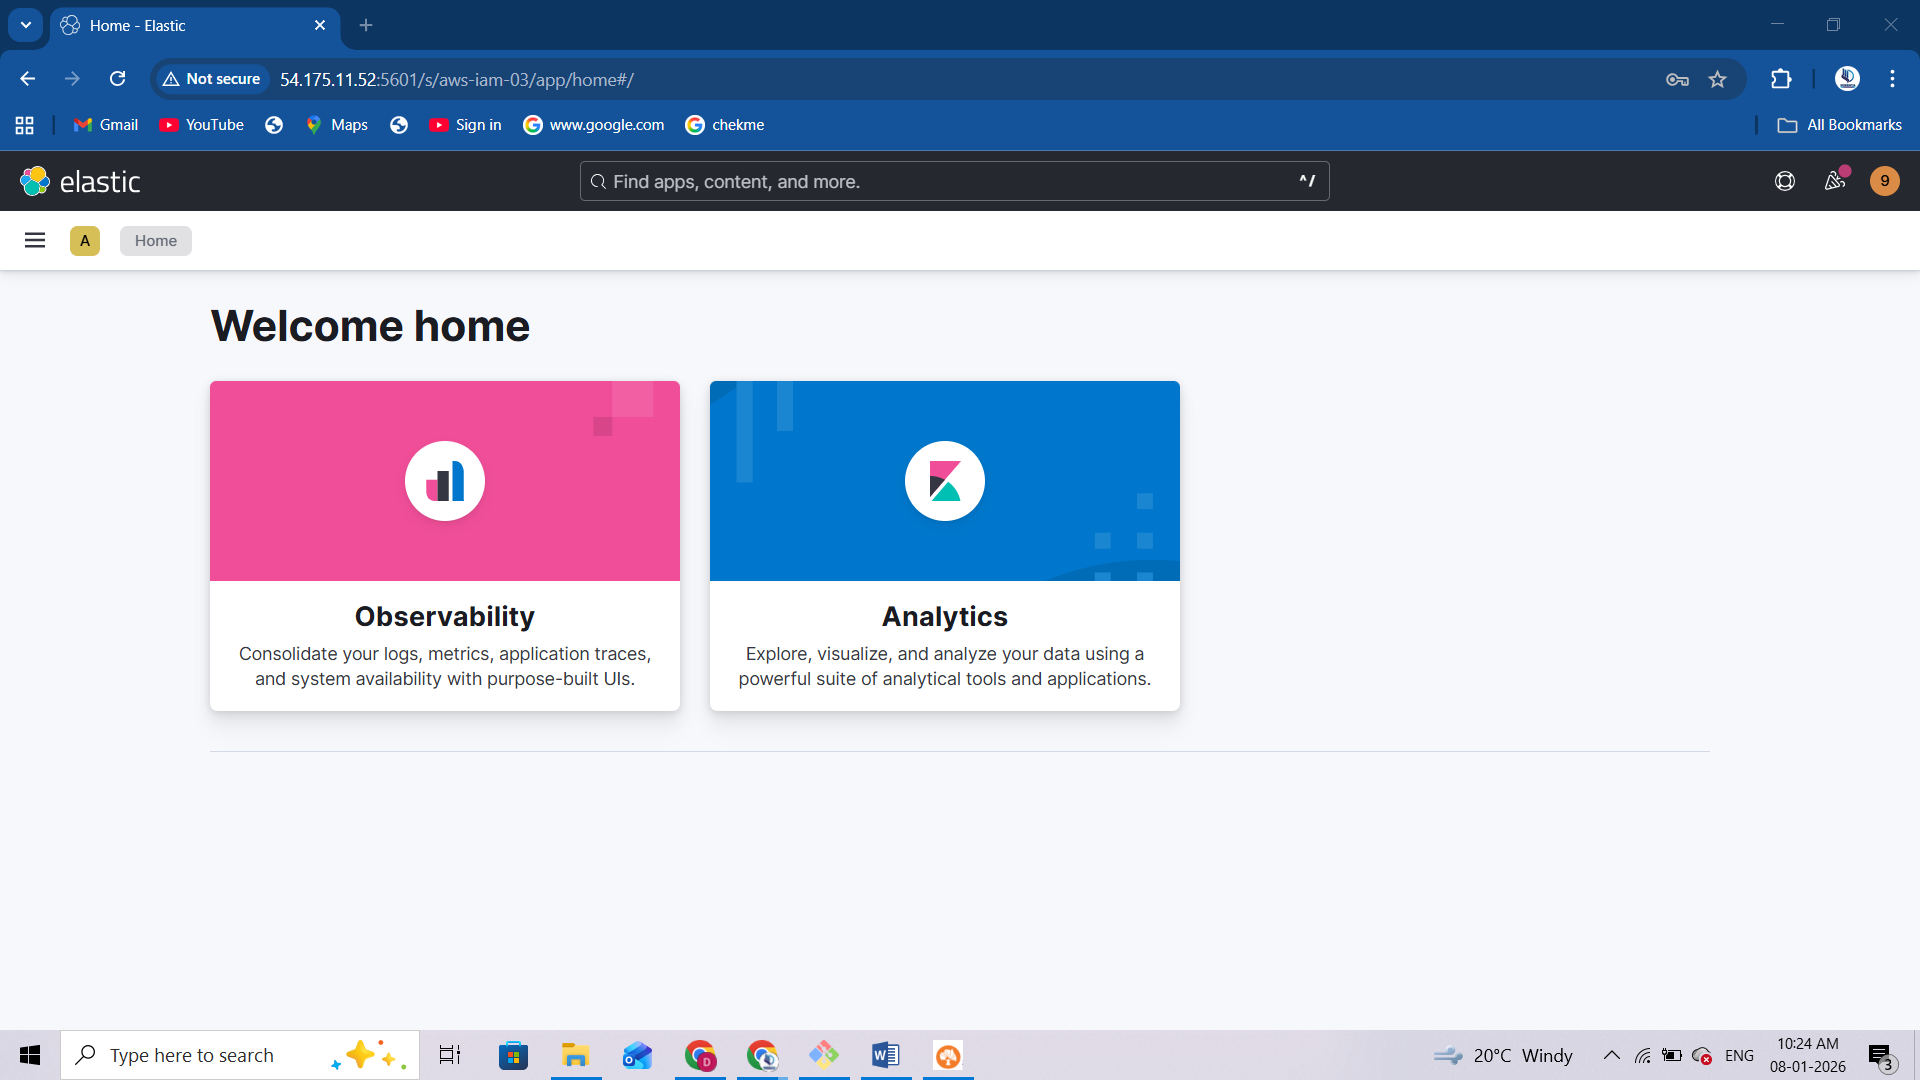 Home - Elastic
Not secure
54.175.11.52:5601/s/aws-iam-03/app/home#/
Gmail
YouTube
Maps
Sign in
www.google.com
chekme
All Bookmarks
elastic
Find apps, content, and more.
^/
9
A
Home
Welcome home
Observability
Consolidate your logs, metrics, application traces,
and system availability with purpose-built UIs.
Analytics
Explore, visualize, and analyze your data using a
powerful suite of analytical tools and applications.
Type here to search
D
20°C Windy
ENG
10:24 AM
08-01-2026
3